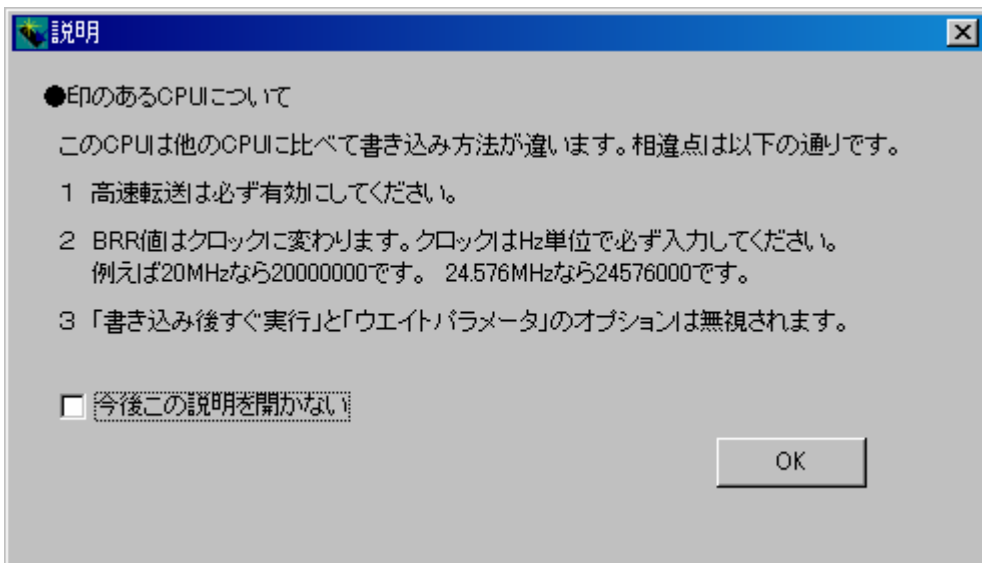 説明
●印のあるCPUについて
このCPUは他のCPUに比べて書き込み方法が違います。相違点は以下の通りです。
１　高速転送は必ず有効にしてください。
２　BRR値はクロックに変わります。クロックはHz単位で必ず入力してください。
例えば20MHzなら20000000です。　24.576MHzなら24576000です。
３　「書き込み後すぐ実行」と「ウエイトパラメータ」のオプションは無視されます。
今後この説明を開かない
OK